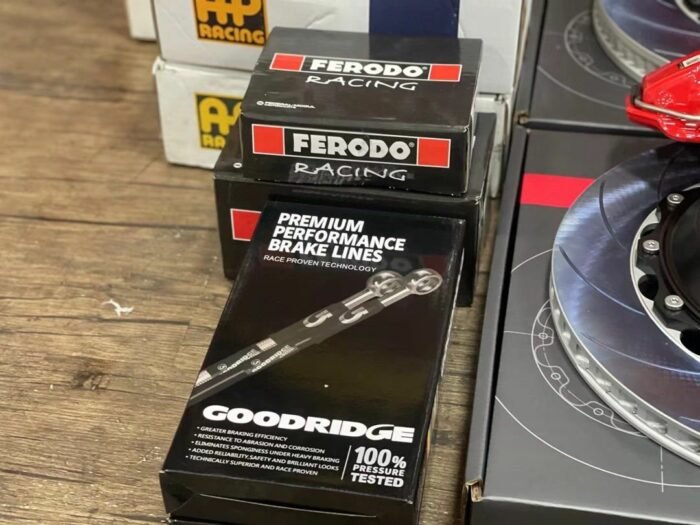 AP
RACING
FERODO®
RACING
FERODO®
RACING
PREMIUM
PERFORMANCE
BRAKE LINES
RACE PROVEN TECHNOLOGY
GOODRIDGE
• GREATER BRAKING EFFICIENCY
• RESISTANCE TO ABRASION AND CORROSION
• ELIMINATES SPONGINESS UNDER HEAVY BRAKING
• ADDED RELIABILITY, SAFETY AND BRILLIANT LOOKS
• TECHNICALLY SUPERIOR AND RACE PROVEN
100%
PRESSURE
TESTED